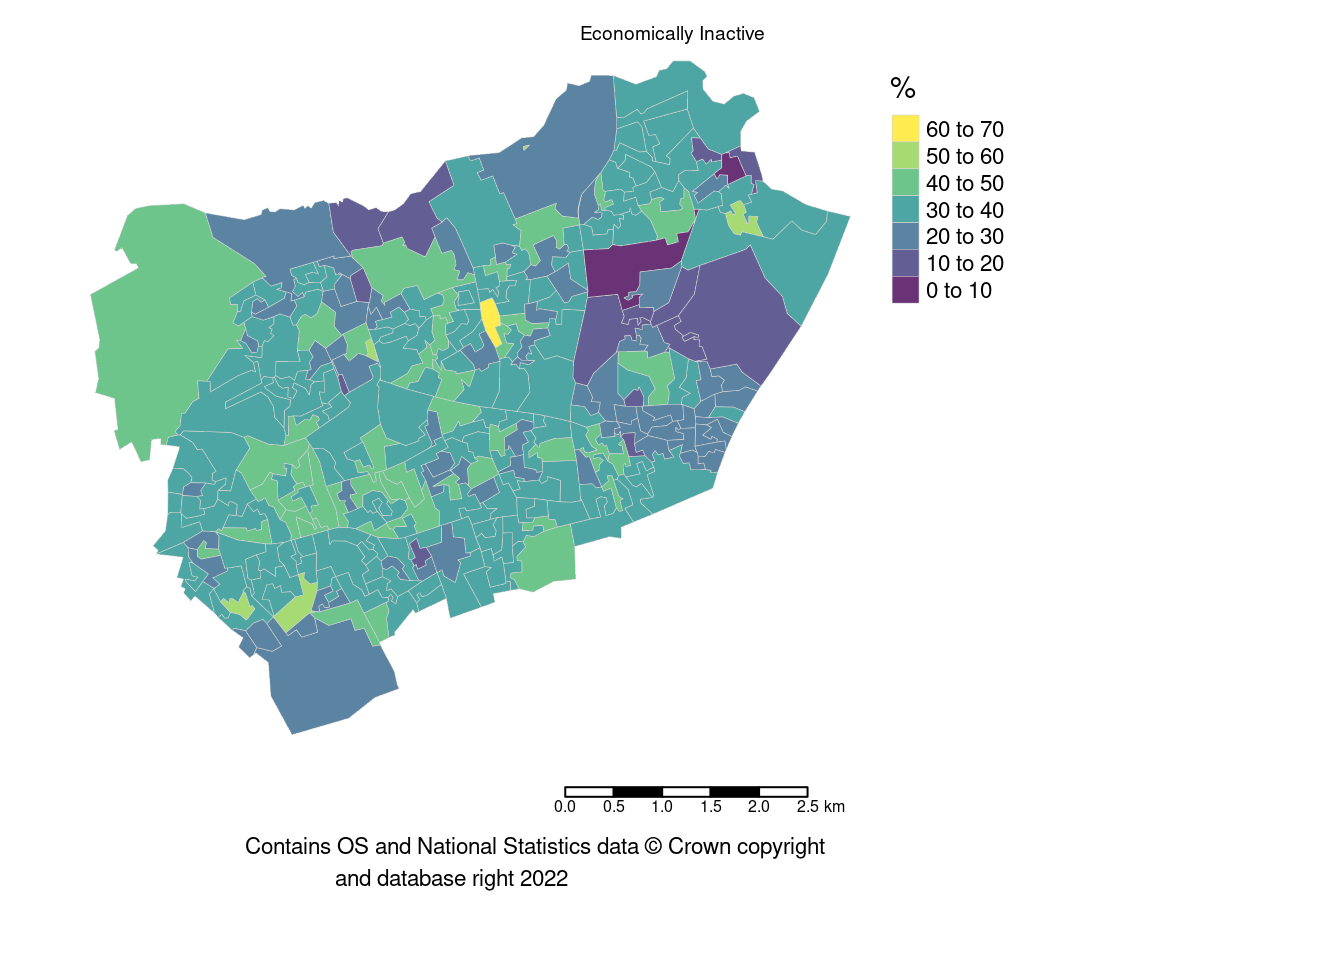 Economically Inactive
%
60 to 70
50 to 60
40 to 50
30 to 40
20 to 30
10 to 20
0 to 10
0.0 0.5 1.0 1.5 2.0 2.5 km
Contains OS and National Statistics data © Crown copyright
and database right 2022